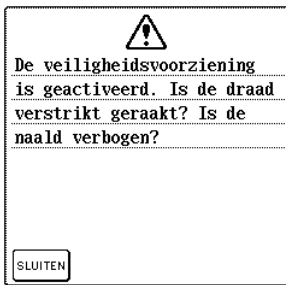 De veiligheidsvoorziening
is geactiveerd. Is de draad
verstrikt geraakt? Is de
naald verbogen?
SLUITEN